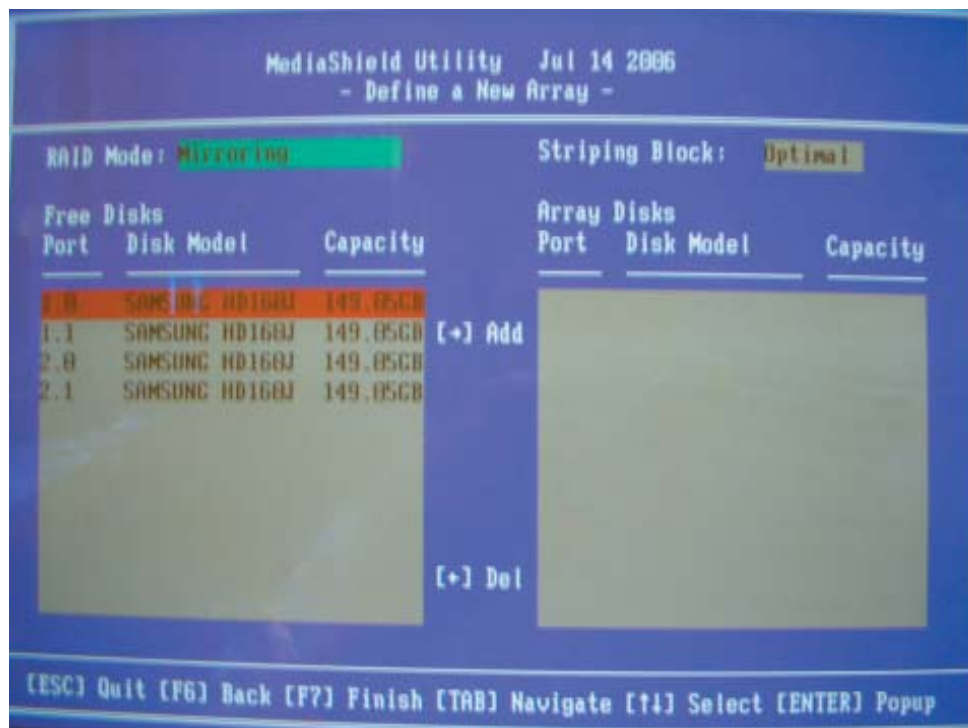 MediaShield Utility Jul 14 2006
- Define a New Array -
RAID Mode: Mirroring Striping Block: Optimal
Free Disks Array Disks
Port Disk Model Capacity Port Disk Model Capacity
1.0 SAMSUNG HD160J 149.05GB
1.1 SAMSUNG HD160J 149.05GB
2.0 SAMSUNG HD160J 149.05GB
2.1 SAMSUNG HD160J 149.05GB
[→] Add
[←] Del
[ESC] Quit [F6] Back [F7] Finish [TAB] Navigate [↑↓] Select [ENTER] Popup